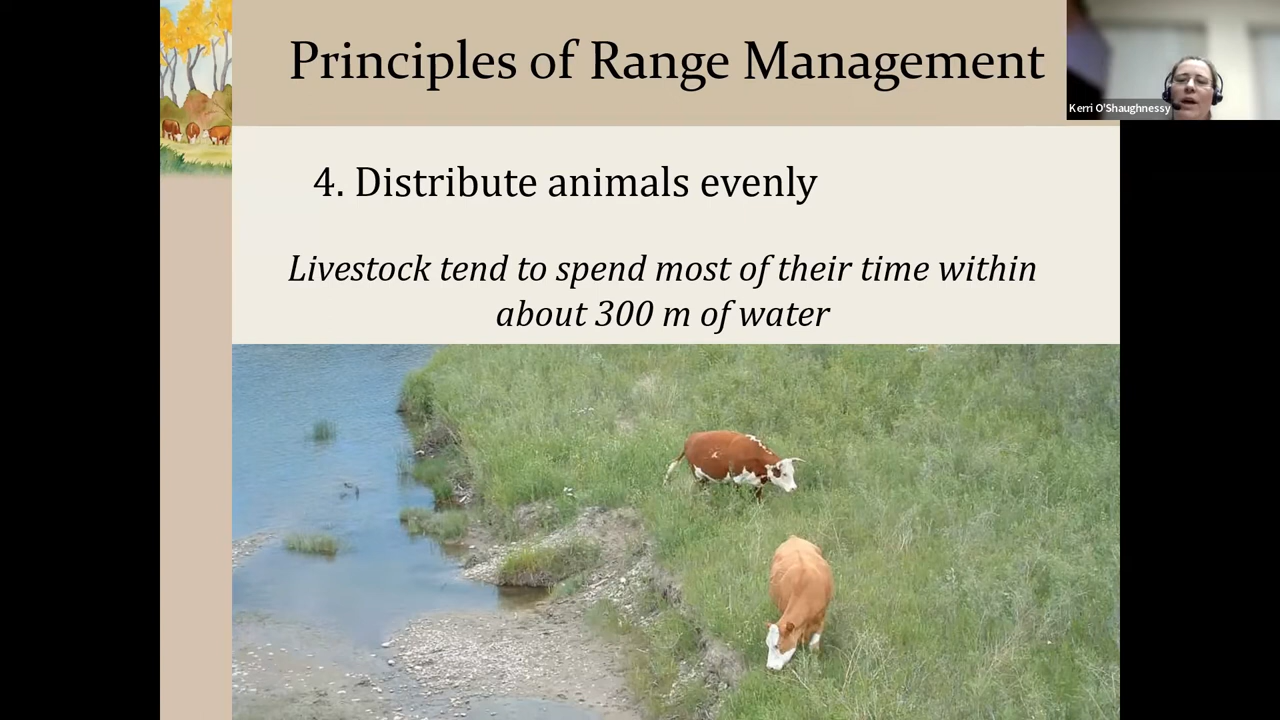 Principles of Range Management
Kerri O'Shaughnessy
4. Distribute animals evenly
Livestock tend to spend most of their time within
about 300 m of water